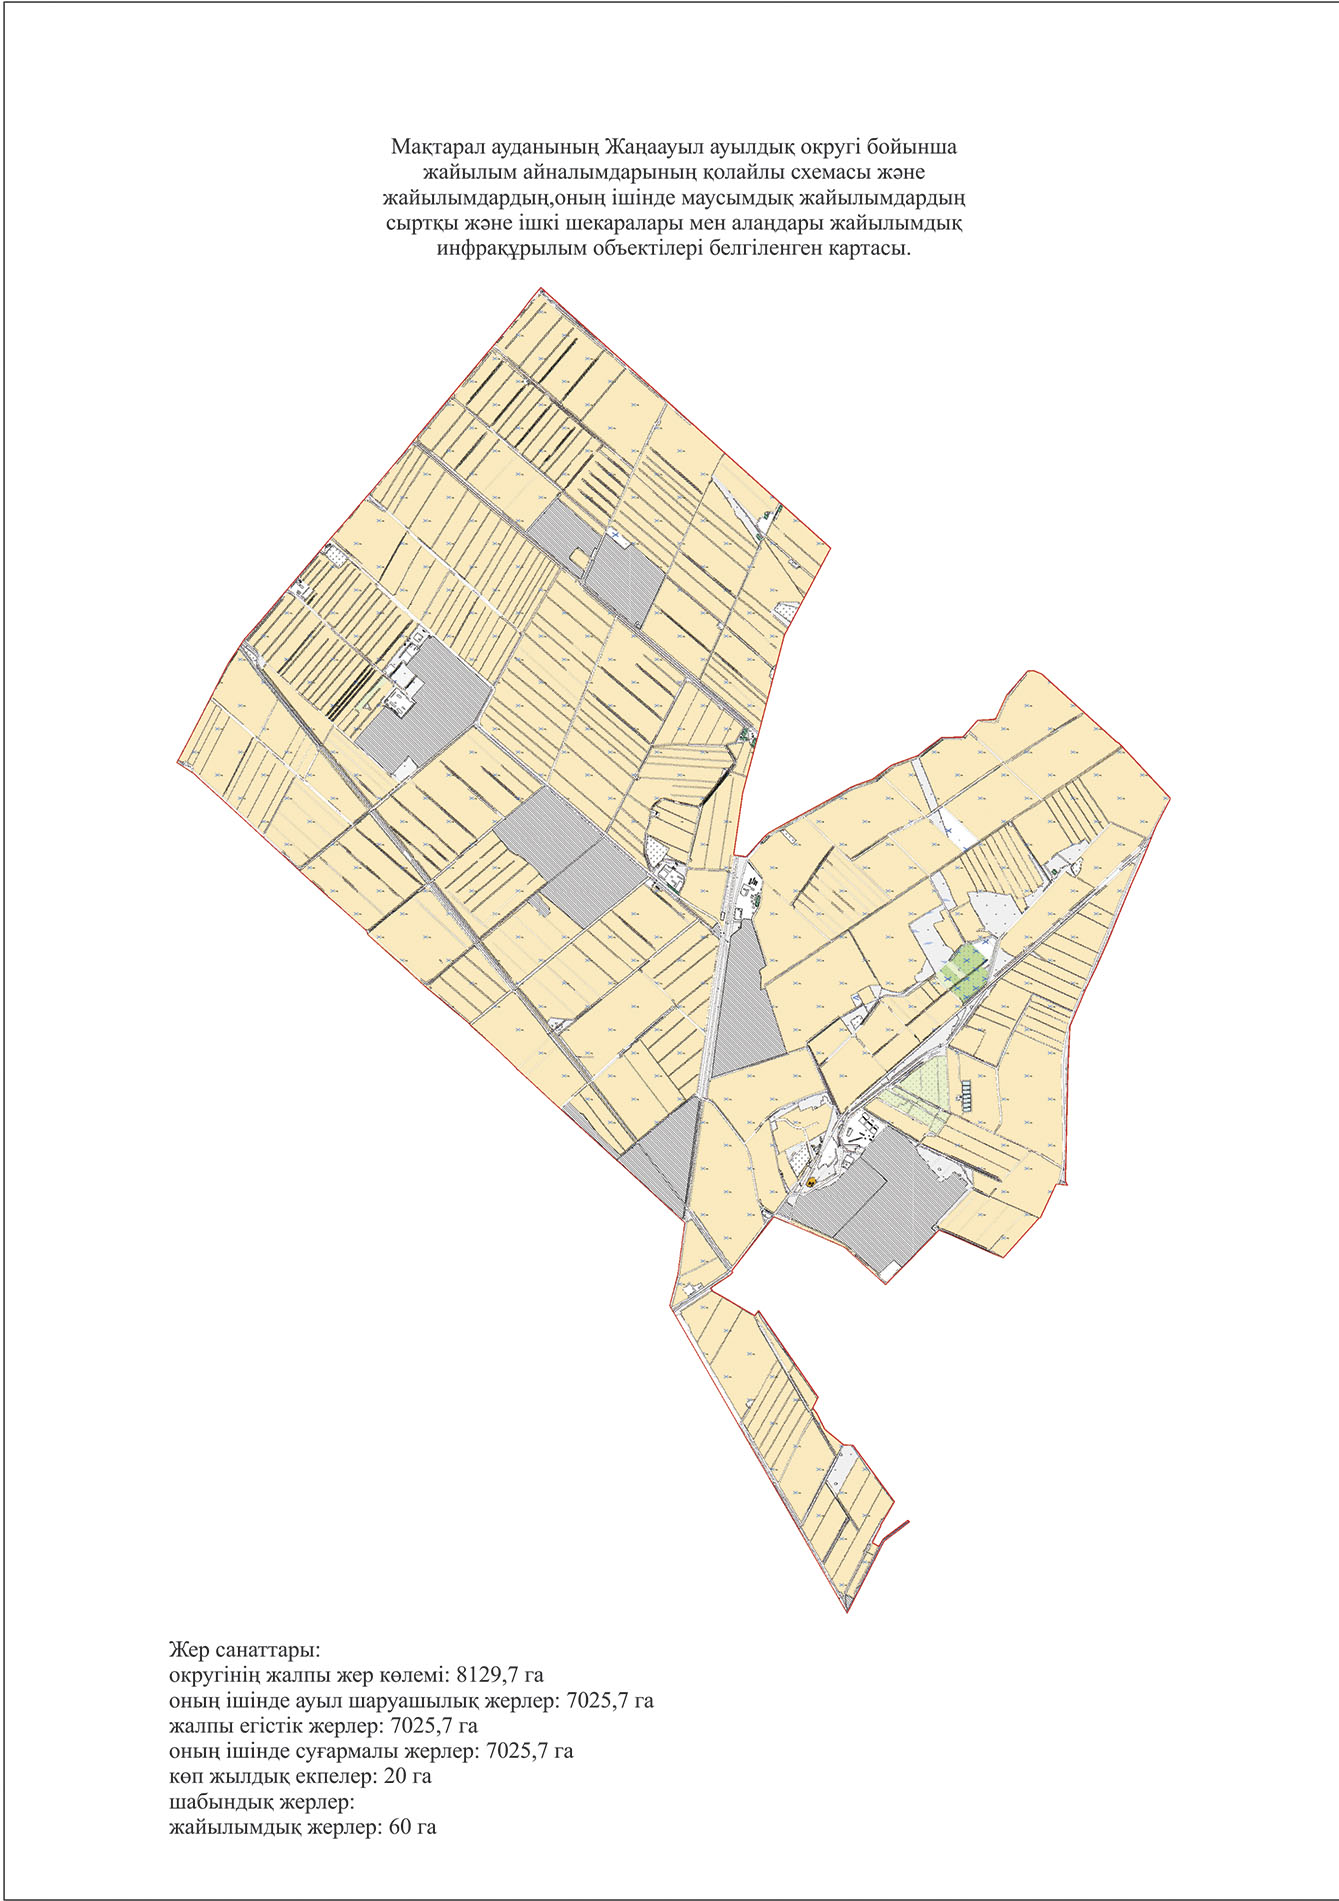 Мақтарал ауданының Жаңаауыл ауылдық округі бойынша
жайылым айналымдарының қолайлы схемасы және
жайылымдардың,оның ішінде маусымдық жайылымдардың
сыртқы және ішкі шекаралары мен алаңдары жайылымдық
инфрақұрылым объектілері белгіленген картасы.
Жер санаттары:
округінің жалпы жер көлемі: 8129,7 га
оның ішінде ауыл шаруашылық жерлер: 7025,7 га
жалпы егістік жерлер: 7025,7 га
оның ішінде суғармалы жерлер: 7025,7 га
көп жылдық екпелер: 20 га
шабындық жерлер:
жайылымдық жерлер: 60 га